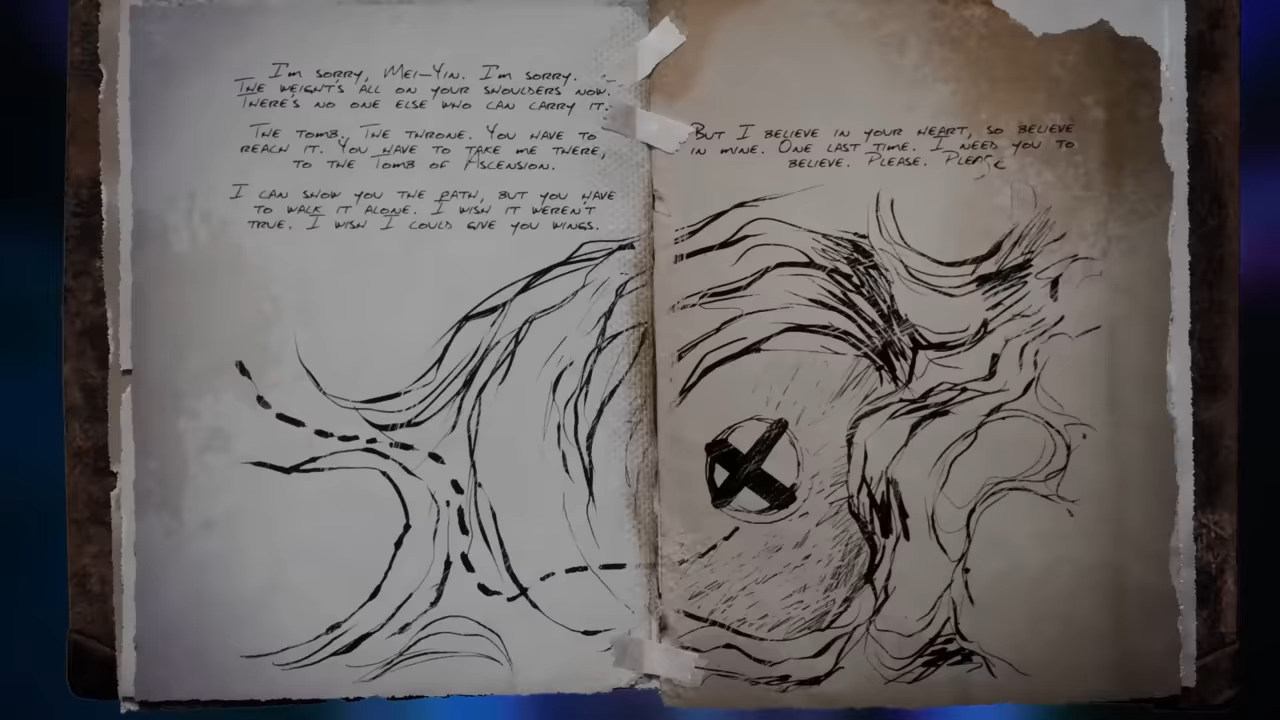 I'm sorry, Mei-Yin. I'm sorry.
The weight's all on your shoulders now.
There's no one else who can carry it.
The tomb. The throne. You have to
reach it. You have to take me there,
to the Tomb of Ascension.
I can show you the path, but you have
to walk it alone. I wish it weren't
true. I wish I could give you wings.
But I believe in your heart, so believe
in mine. One last time. I need you to
believe. Please. Please